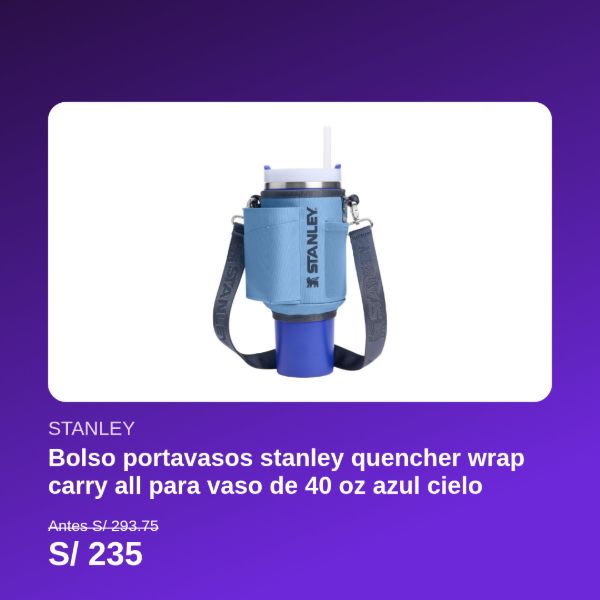 STANLEY
STANLEY
Bolso portavasos stanley quencher wrap
carry all para vaso de 40 oz azul cielo
Antes S/ 293.75
S/ 235